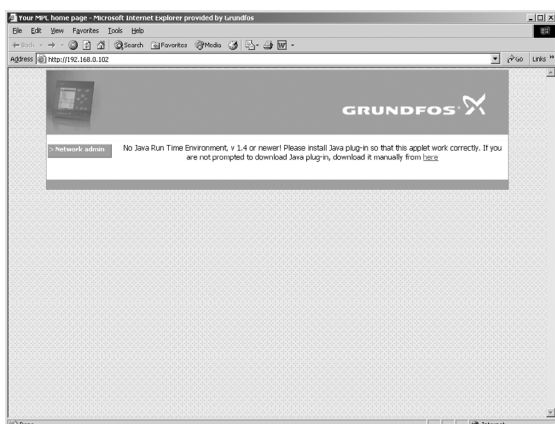 Your MPC home page - Microsoft Internet Explorer provided by Grundfos
File Edit View Favorites Tools Help
Back Search Favorites Media
Address http://192.168.0.102 Go Links »
GRUNDFOS
> Network admin
No Java Run Time Environment, v 1.4 or newer! Please install Java plug-in so that this applet work correctly. If you
are not prompted to download Java plug-in, download it manually from here
Done Internet